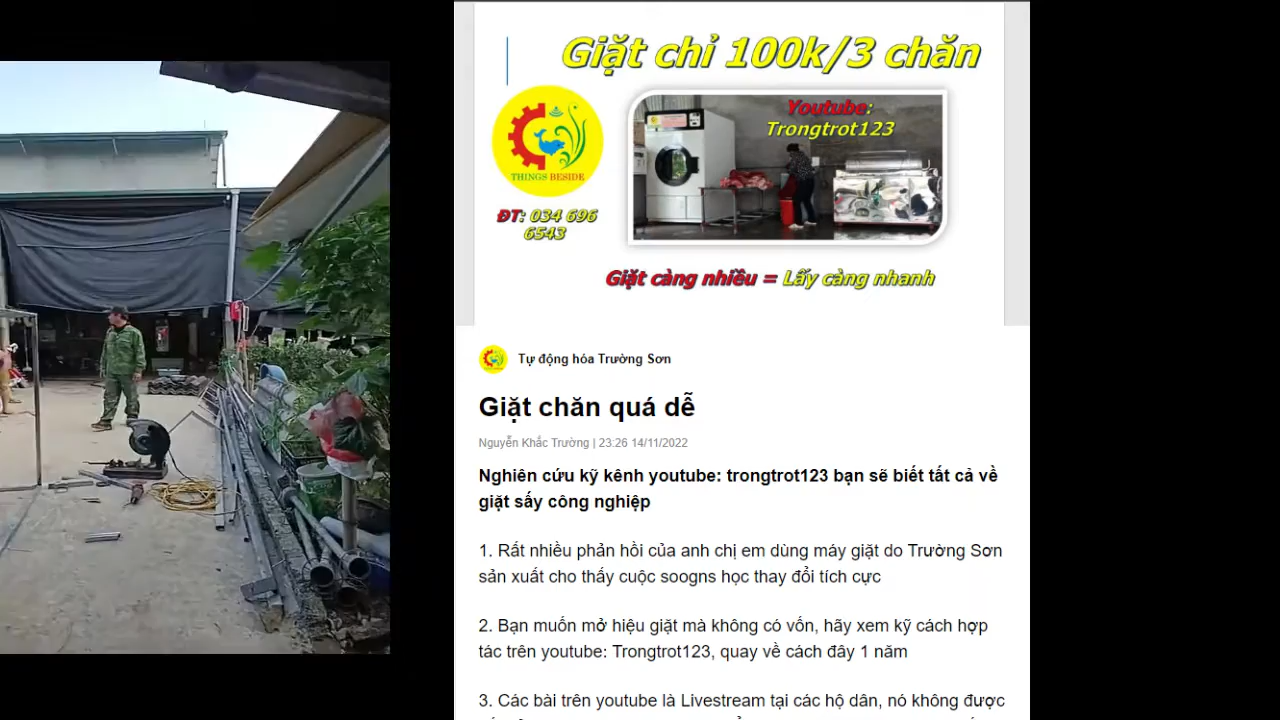 Giặt chỉ 100k/3 chăn
Youtube:
Trongtrot123
THINGS BESIDE
ĐT: 034 696
6543
Giặt càng nhiều = Lấy càng nhanh
Tự động hóa Trường Sơn
Giặt chăn quá dễ
Nguyễn Khắc Trường | 23:26 14/11/2022
Nghiên cứu kỹ kênh youtube: trongtrot123 bạn sẽ biết tất cả về
giặt sấy công nghiệp
1. Rất nhiều phản hồi của anh chị em dùng máy giặt do Trường Sơn
sản xuất cho thấy cuộc soogns học thay đổi tích cực
2. Bạn muốn mở hiệu giặt mà không có vốn, hãy xem kỹ cách hợp
tác trên youtube: Trongtrot123, quay về cách đây 1 năm
3. Các bài trên youtube là Livestream tại các hộ dân, nó không được